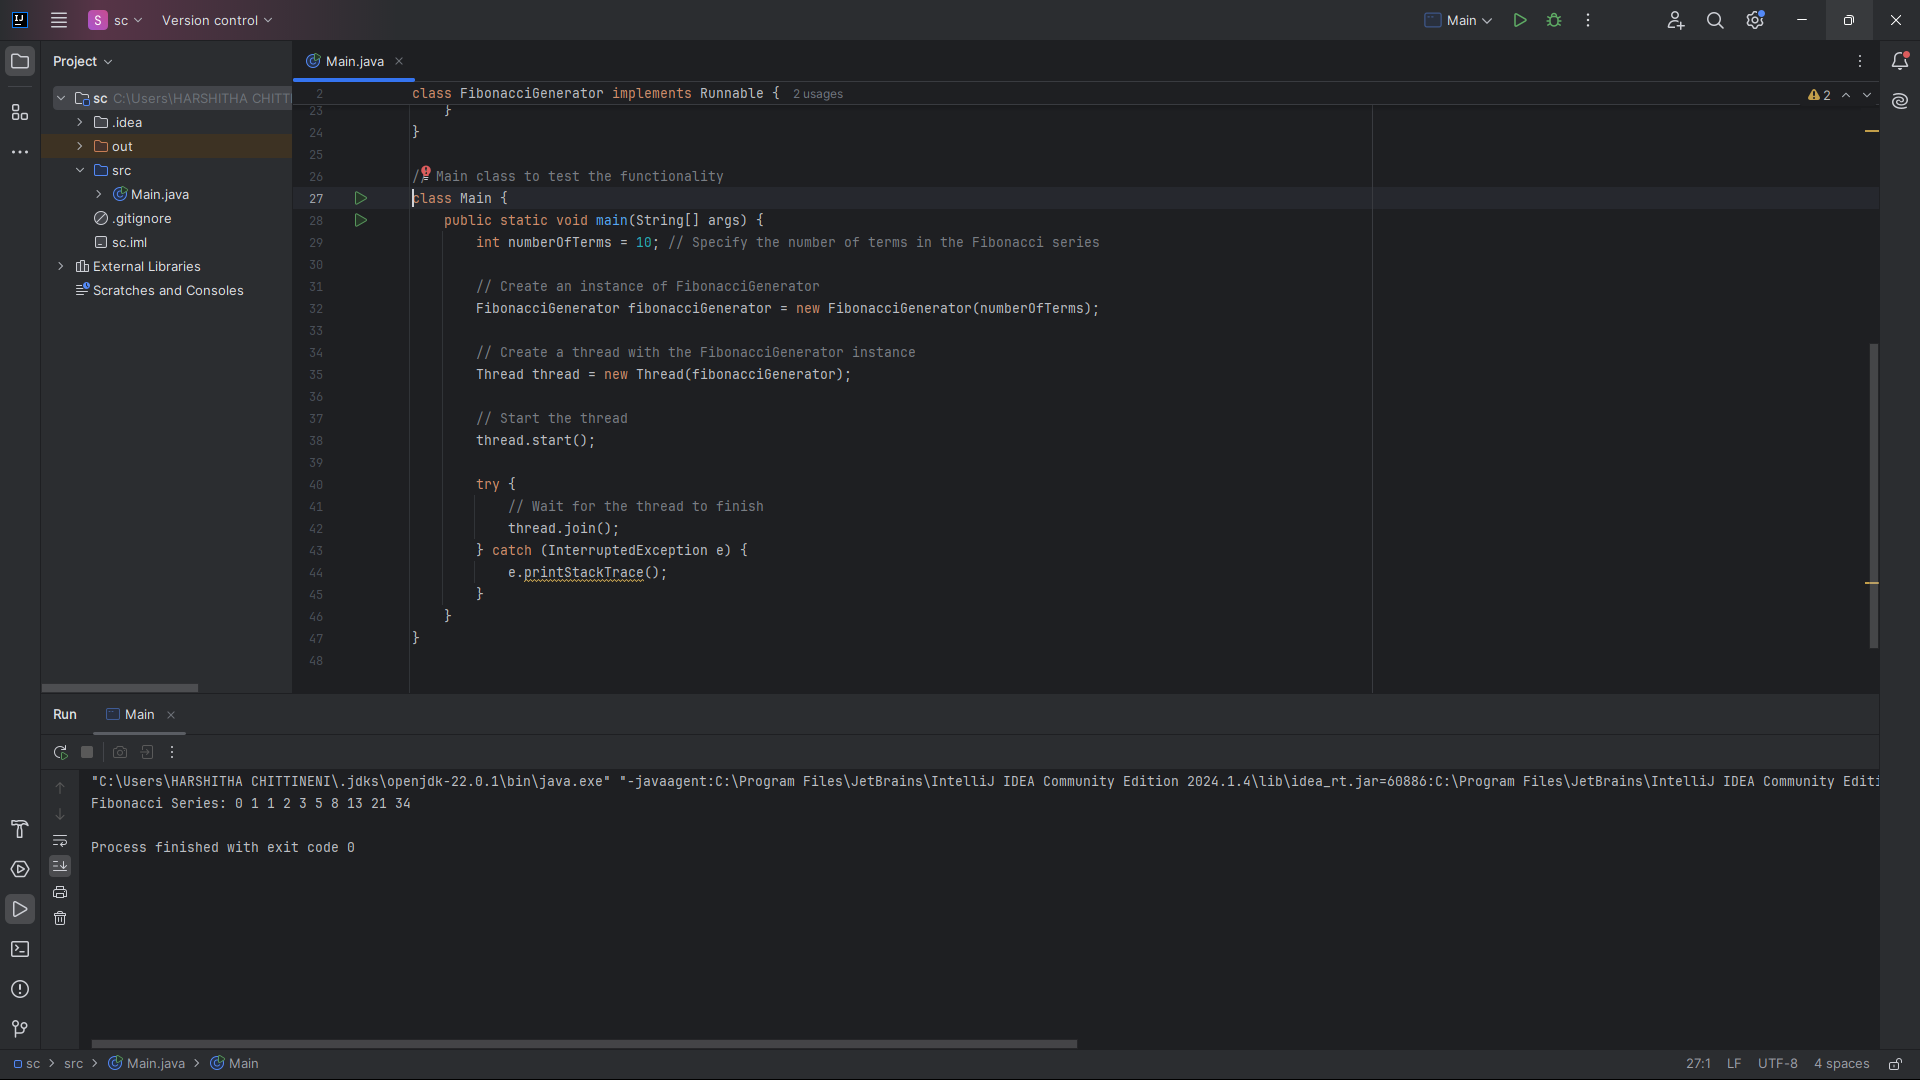 S sc Version control Main
Project
Main.java
sc C:\Users\HARSHITHA CHITTI
.idea
out
src
Main.java
.gitignore
sc.iml
External Libraries
Scratches and Consoles
2 class FibonacciGenerator implements Runnable { 2 usages
2
23 }
24 }
25
26 // Main class to test the functionality
27 class Main {
28 public static void main(String[] args) {
29 int numberOfTerms = 10; // Specify the number of terms in the Fibonacci series
30
31 // Create an instance of FibonacciGenerator
32 FibonacciGenerator fibonacciGenerator = new FibonacciGenerator(numberOfTerms);
33
34 // Create a thread with the FibonacciGenerator instance
35 Thread thread = new Thread(fibonacciGenerator);
36
37 // Start the thread
38 thread.start();
39
40 try {
41 // Wait for the thread to finish
42 thread.join();
43 } catch (InterruptedException e) {
44 e.printStackTrace();
45 }
46 }
47 }
48
Run Main
"C:\Users\HARSHITHA CHITTINENI\.jdks\openjdk-22.0.1\bin\java.exe" "-javaagent:C:\Program Files\JetBrains\IntelliJ IDEA Community Edition 2024.1.4\lib\idea_rt.jar=60886:C:\Program Files\JetBrains\IntelliJ IDEA Community Editi
Fibonacci Series: 0 1 1 2 3 5 8 13 21 34
Process finished with exit code 0
sc > src > Main.java > Main
27:1 LF UTF-8 4 spaces